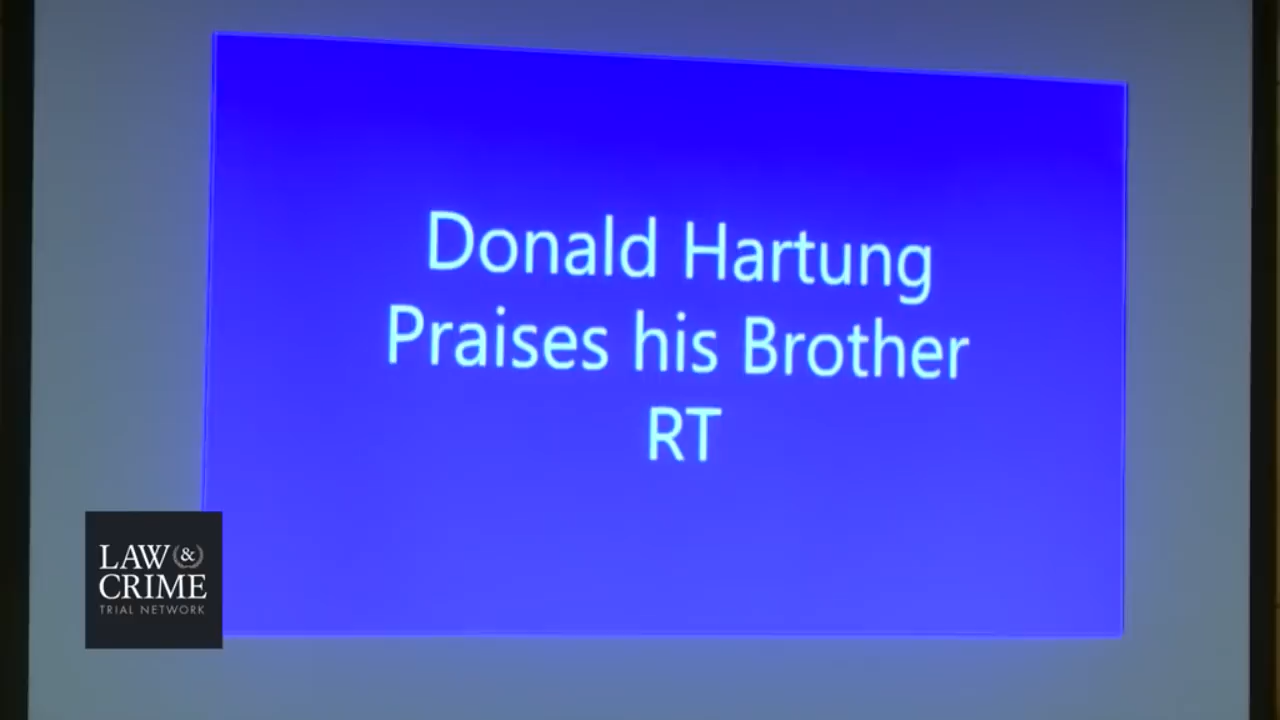 Donald Hartung
Praises his Brother
RT
LAW &
CRIME
TRIAL NETWORK